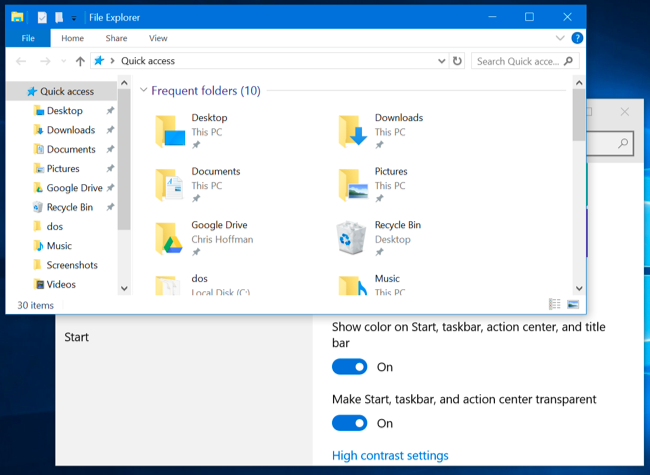 File Explorer
File Home Share View
Quick access
Search Quick acce...
Quick access
Desktop
Downloads
Documents
Pictures
Google Drive
Recycle Bin
dos
Music
Screenshots
Videos
Frequent folders (10)
Desktop
This PC
Downloads
This PC
Documents
This PC
Pictures
This PC
Google Drive
Chris Hoffman
Recycle Bin
Desktop
dos
Local Disk (C:)
Music
This PC
30 items
Start
Show color on Start, taskbar, action center, and title
bar
On
Make Start, taskbar, and action center transparent
On
High contrast settings